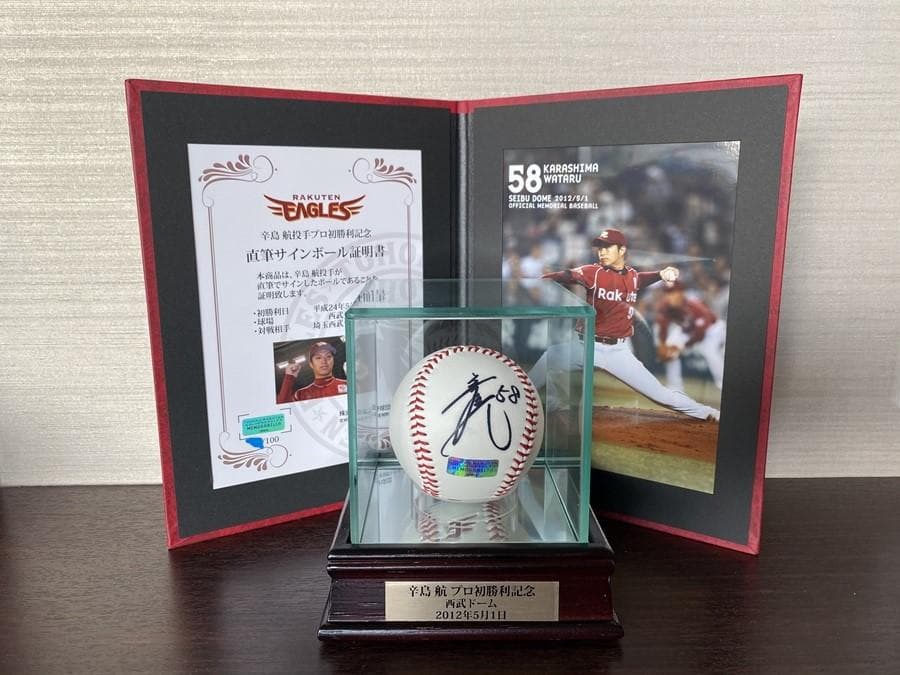 RAKUTEN
EAGLES
辛島 航投手プロ初勝利記念
直筆サインボール証明書
本商品は、辛島 航投手が
直筆でサインしたボールであることを
証明致します。
・初勝利日 平成24年5
・球場 西武
・対戦相手 埼玉西武
MEMORABILIA
/100
58 KARASHIMA
WATARU
SEIBU DOME 2012/5/1
OFFICIAL MEMORIAL BASEBALL
Rakuten
58
MEMORABILIA
辛島 航 プロ初勝利記念
西武ドーム
2012年5月1日